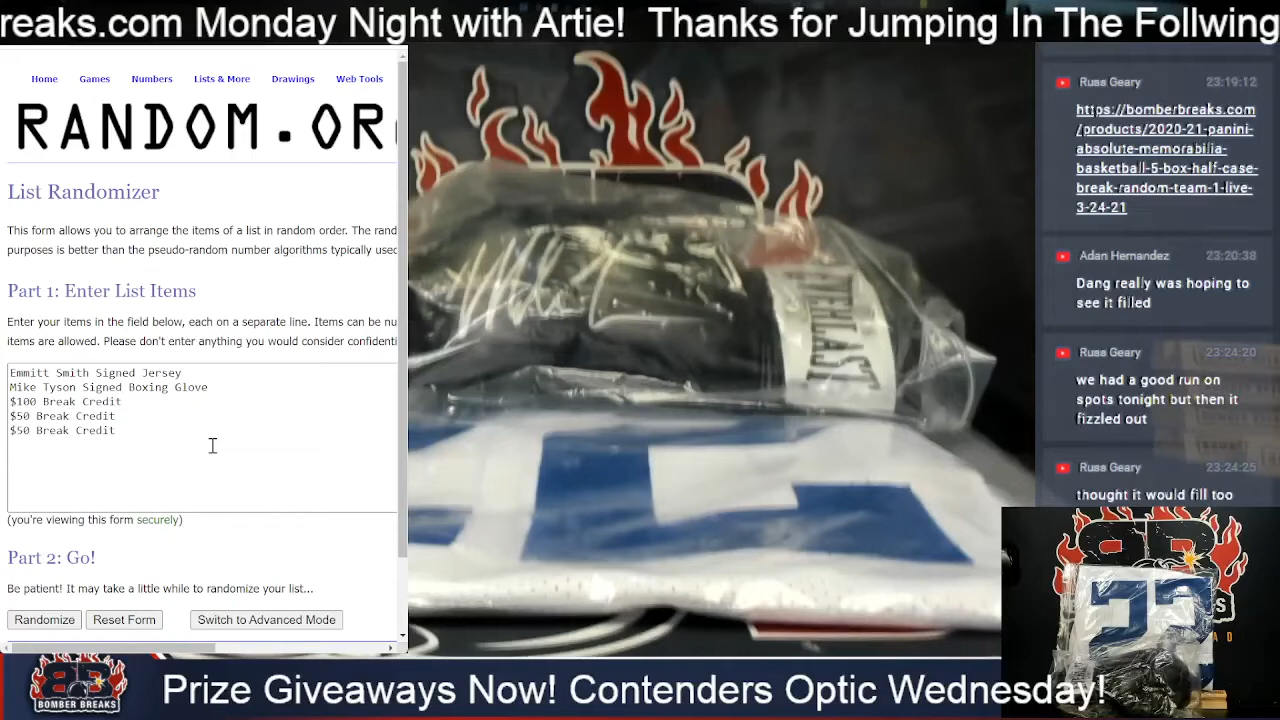 reaks.com Monday Night with Artie!  Thanks for Jumping In The Follwing
Home Games Numbers Lists & More Drawings Web Tools
RANDOM.OR
List Randomizer
This form allows you to arrange the items of a list in random order. The rand
purposes is better than the pseudo-random number algorithms typically used
Part 1: Enter List Items
Enter your items in the field below, each on a separate line. Items can be nu
items are allowed. Please don't enter anything you would consider confidenti
Emmitt Smith Signed Jersey
Mike Tyson Signed Boxing Glove
$100 Break Credit
$50 Break Credit
$50 Break Credit
(you're viewing this form securely)
Part 2: Go!
Be patient! It may take a little while to randomize your list...
Randomize Reset Form Switch to Advanced Mode
EVERLAST
Russ Geary 23:19:12
https://bomberbreaks.com
/products/2020-21-panini-
absolute-memorabilia-
basketball-5-box-half-case-
break-random-team-1-live-
3-24-21
Adan Hernandez 23:20:38
Dang really was hoping to
see it filled
Russ Geary 23:24:20
we had a good run on
spots tonight but then it
fizzled out
Russ Geary 23:24:25
thought it would fill too
22
BB
BOMBER BREAKS
Prize Giveaways Now! Contenders Optic Wednesday!